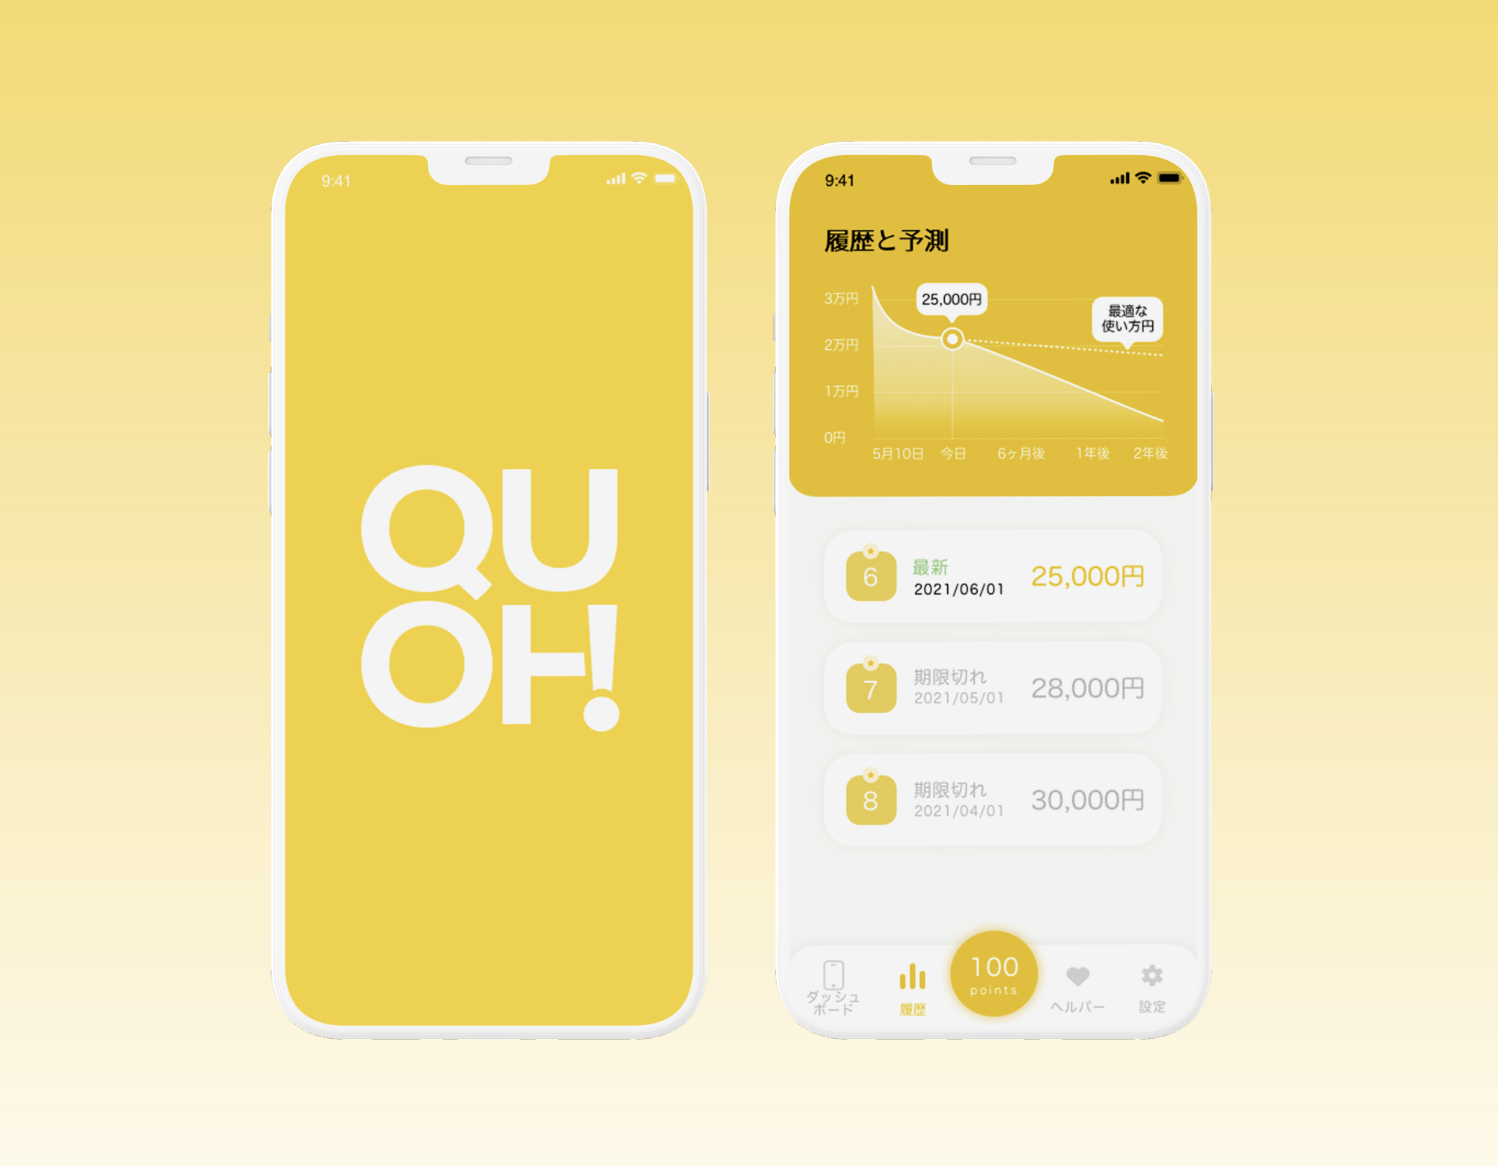 9:41
QU
OH!
9:41
履歴と予測
3万円
2万円
1万円
0円
25,000円
最適な
使い方円
5月10日 今日 6ヶ月後 1年後 2年後
6
最新
2021/06/01
25,000円
7
期限切れ
2021/05/01
28,000円
8
期限切れ
2021/04/01
30,000円
ダッシュ
ボード
履歴
100
points
ヘルパー
設定